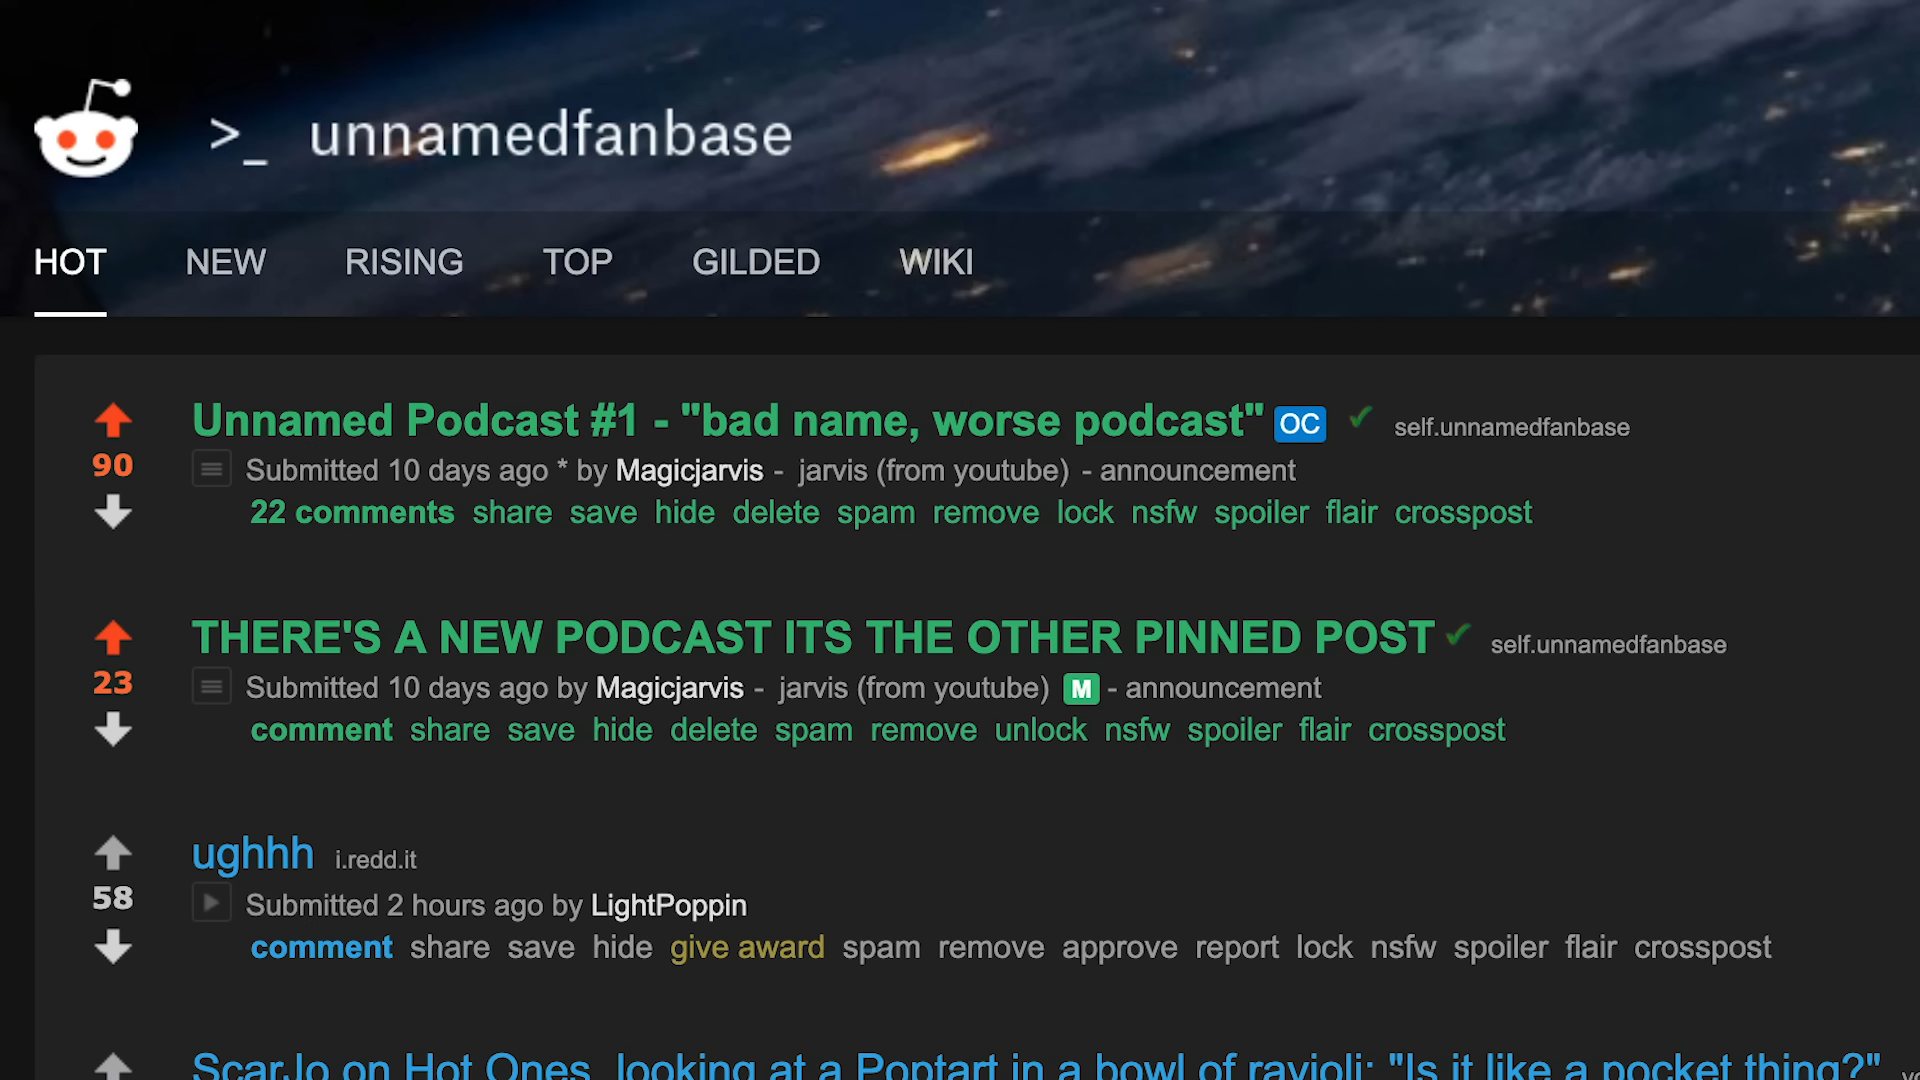 >_ unnamedfanbase
HOT NEW RISING TOP GILDED WIKI
Unnamed Podcast #1 - "bad name, worse podcast" OC ✔ self.unnamedfanbase
90
Submitted 10 days ago * by Magicjarvis - jarvis (from youtube) - announcement
22 comments share save hide delete spam remove lock nsfw spoiler flair crosspost
THERE'S A NEW PODCAST ITS THE OTHER PINNED POST ✔ self.unnamedfanbase
23
Submitted 10 days ago by Magicjarvis - jarvis (from youtube) M - announcement
comment share save hide delete spam remove unlock nsfw spoiler flair crosspost
ughhh i.redd.it
58
Submitted 2 hours ago by LightPoppin
comment share save hide give award spam remove approve report lock nsfw spoiler flair crosspost
ScarJo on Hot Ones, looking at a Poptart in a bowl of ravioli: "Is it like a pocket thing?"